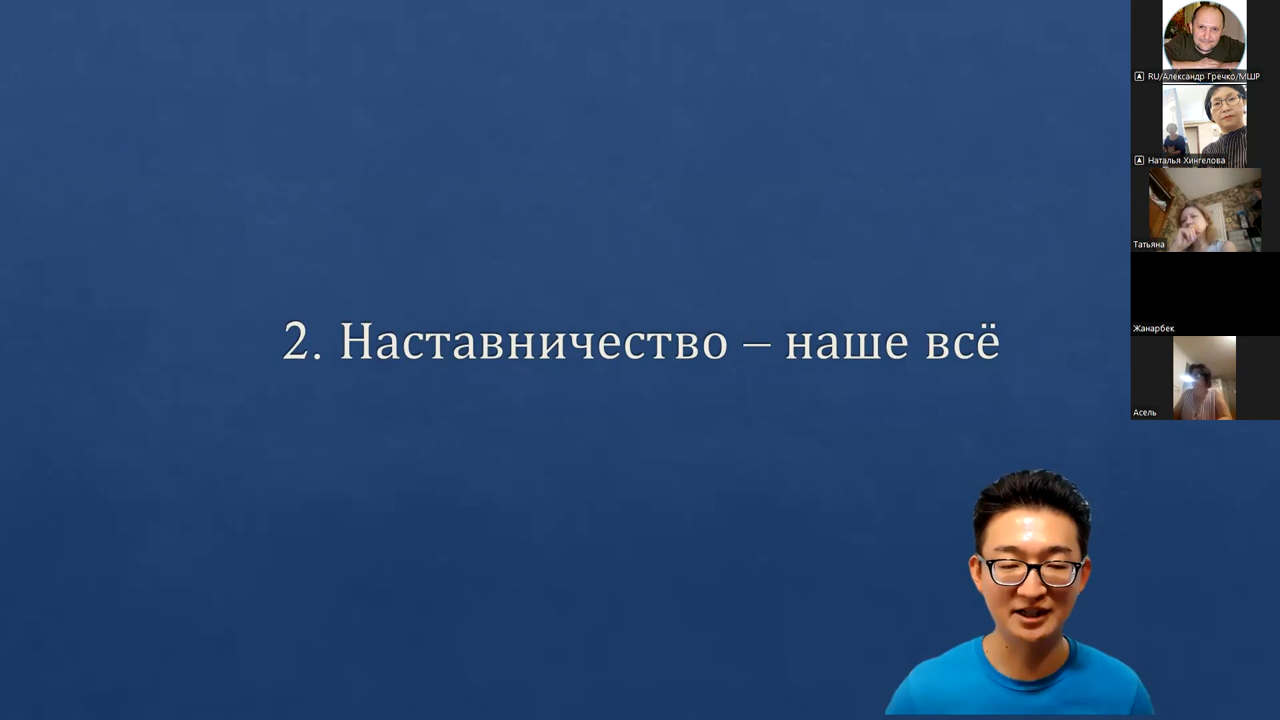 2. Наставничество – наше всё
RU/Александр Гречко/МШР
Наталья Хингелова
Татьяна
Жанарбек
Асель